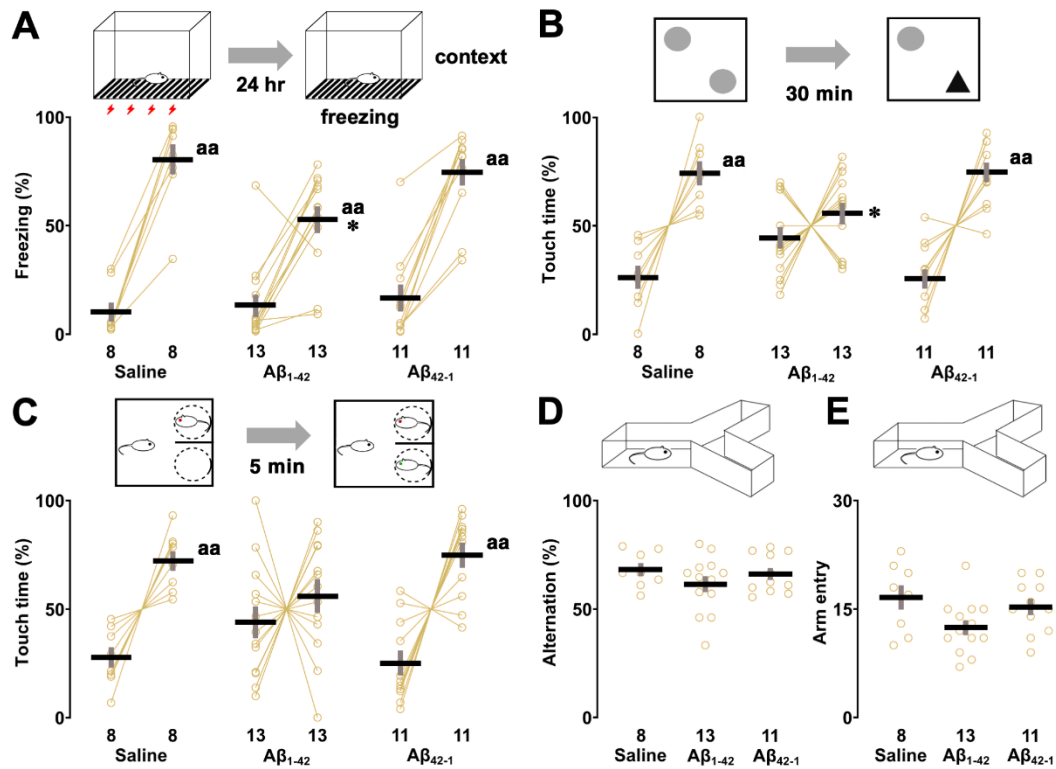 A
24 hr
context
freezing
Freezing (%)
100
50
0
aa
aa
*
aa
8 8 13 13 11 11
Saline Aβ1-42 Aβ42-1
B
30 min
Touch time (%)
100
50
0
aa
*
aa
8 8 13 13 11 11
Saline Aβ1-42 Aβ42-1
C
5 min
Touch time (%)
100
50
0
aa
aa
8 8 13 13 11 11
Saline Aβ1-42 Aβ42-1
D
Alternation (%)
100
50
0
8 13 11
Saline Aβ1-42 Aβ42-1
E
Arm entry
30
15
0
8 13 11
Saline Aβ1-42 Aβ42-1